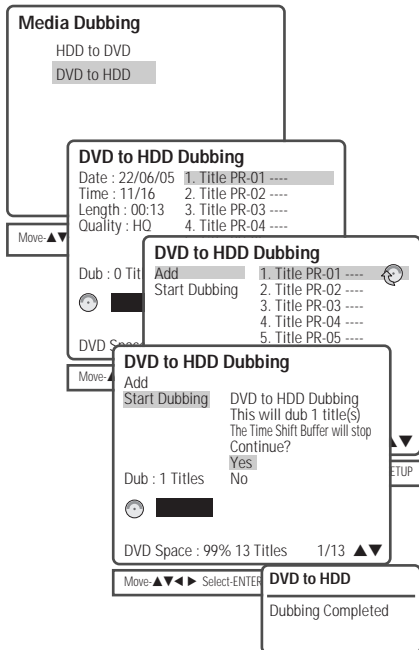 Media Dubbing
HDD to DVD
DVD to HDD
Move-▲▼
DVD to HDD Dubbing
Date : 22/06/05 1. Title PR-01 ----
Time : 11/16 2. Title PR-02 ----
Length : 00:13 3. Title PR-03 ----
Quality : HQ 4. Title PR-04 ----
Dub : 0 Tit
DVD
Move-
DVD to HDD Dubbing
Add 1. Title PR-01 ----
Start Dubbing 2. Title PR-02 ----
3. Title PR-03 ----
4. Title PR-04 ----
5. Title PR-05 ----
▲▼
ETUP
DVD to HDD Dubbing
Add
Start Dubbing DVD to HDD Dubbing
This will dub 1 title(s)
The Time Shift Buffer will stop
Continue?
Yes
Dub : 1 Titles No
DVD Space : 99% 13 Titles 1/13 ▲▼
Move-▲▼◄ ► Select-ENTER
DVD to HDD
Dubbing Completed